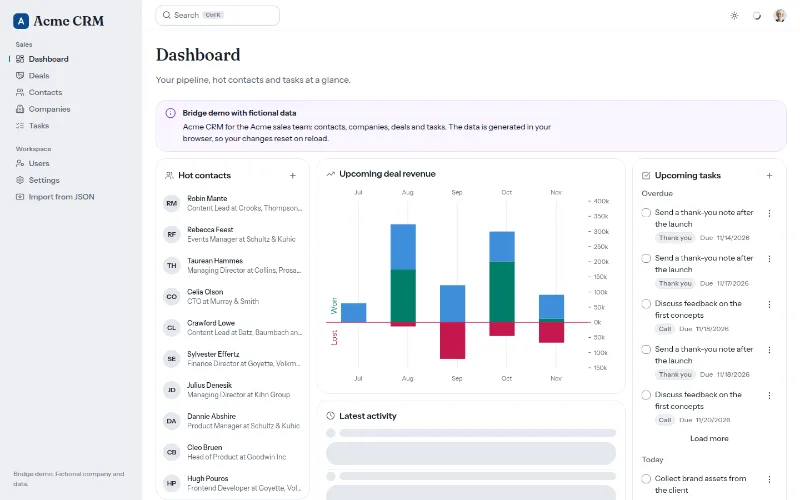 A Acme CRM
Sales
Dashboard
Deals
Contacts
Companies
Tasks
Workspace
Users
Settings
Import from JSON
Bridge demo. Fictional company and
data.
Search Ctrl K
Dashboard
Your pipeline, hot contacts and tasks at a glance.
Bridge demo with fictional data
Acme CRM for the Acme sales team: contacts, companies, deals and tasks. The data is generated in your
browser, so your changes reset on reload.
Hot contacts
RM Robin Mante
Content Lead at Crooks, Thompson...
RF Rebecca Feest
Events Manager at Schultz & Kuhic
TH Taurean Hammes
Managing Director at Collins, Prosa...
CO Celia Olson
CTO at Murray & Smith
CL Crawford Lowe
Content Lead at Batz, Baumbach an...
SE Sylvester Effertz
Finance Director at Goyette, Volkm...
JD Julius Denesik
Managing Director at Kihn Group
DA Dannie Abshire
Product Manager at Schultz & Kuhic
CB Cleo Bruen
Head of Product at Goodwin Inc
HP Hugh Pouros
Frontend Developer at Goyette, Vol...
Upcoming deal revenue
Jul Aug Sep Oct Nov
400k
350k
300k
250k
200k
150k
100k
50k
0k
50k
100k
150k
Won
Lost
Jul Aug Sep Oct Nov
Latest activity
Upcoming tasks
Overdue
Send a thank-you note after
the launch
Thank you Due 11/14/2026
Send a thank-you note after
the launch
Thank you Due 11/17/2026
Discuss feedback on the
first concepts
Call Due 11/18/2026
Send a thank-you note after
the launch
Thank you Due 11/18/2026
Discuss feedback on the
first concepts
Call Due 11/20/2026
Load more
Today
Collect brand assets from
the client